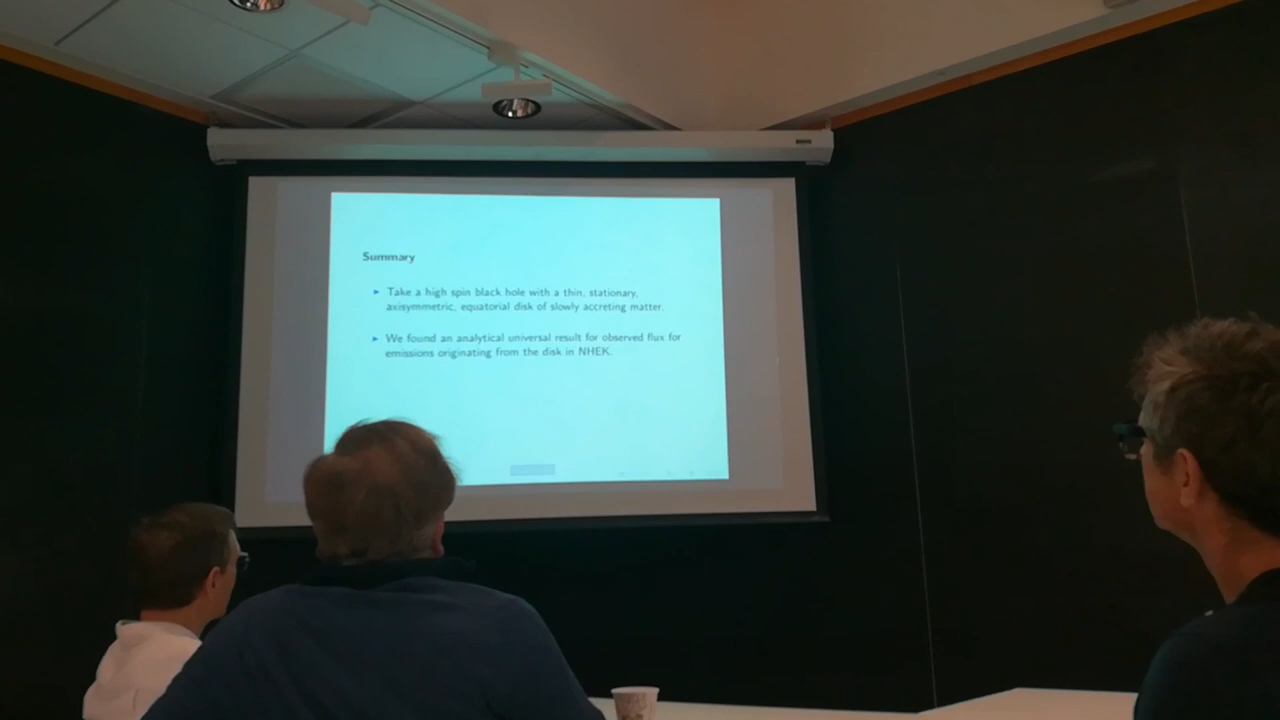 Summary
Take a high spin black hole with a thin, stationary,
axisymmetric, equatorial disk of slowly accreting matter.
We found an analytical universal result for observed flux for
emissions originating from the disk in NHEK.